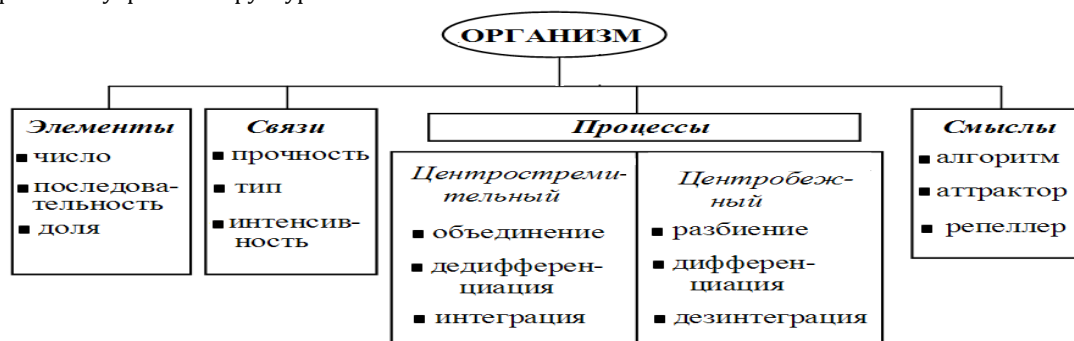 ОРГАНИЗМ
Элементы
■ число
■ последова-
тельность
■ доля
Связи
■ прочность
■ тип
■ интенсив-
ность
Процессы
Центростреми-
тельный
■ объединение
■ дедифферен-
циация
■ интеграция
Центробеж-
ный
■ разбиение
■ дифферен-
циация
■ дезинтеграция
Смыслы
■ алгоритм
■ аттрактор
■ репеллер